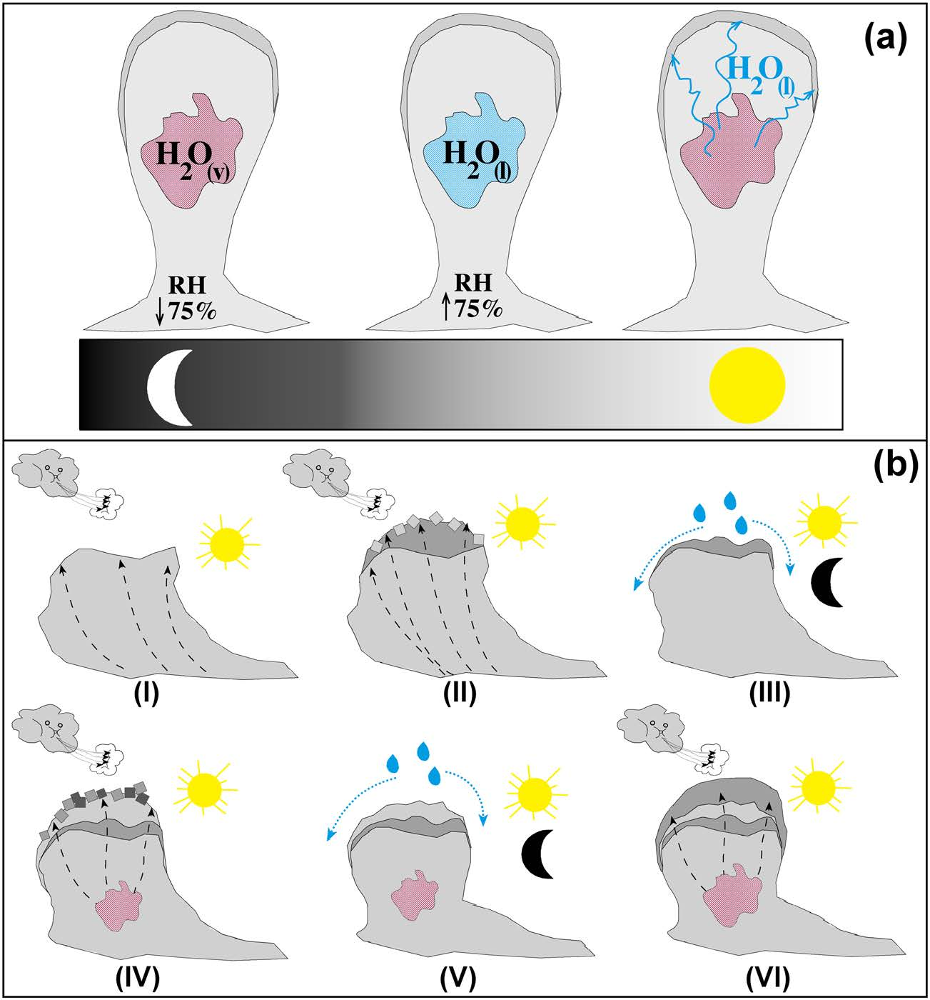 (a)
H2O(v)
H2O(l)
H2O(l)
RH
↓75%
RH
↑75%
(b)
(I)
(II)
(III)
(IV)
(V)
(VI)